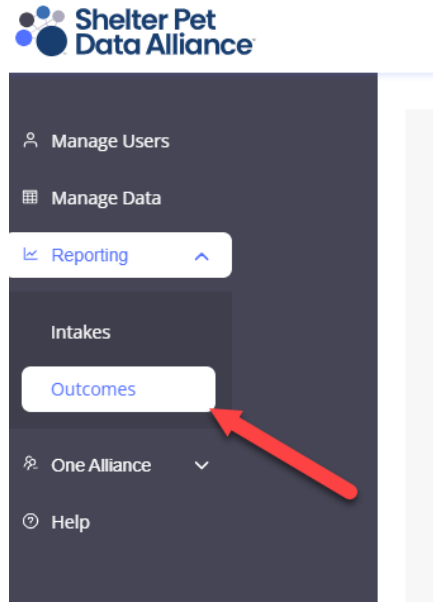 Shelter Pet
Data Alliance
Manage Users
Manage Data
Reporting
Intakes
Outcomes
One Alliance
Help